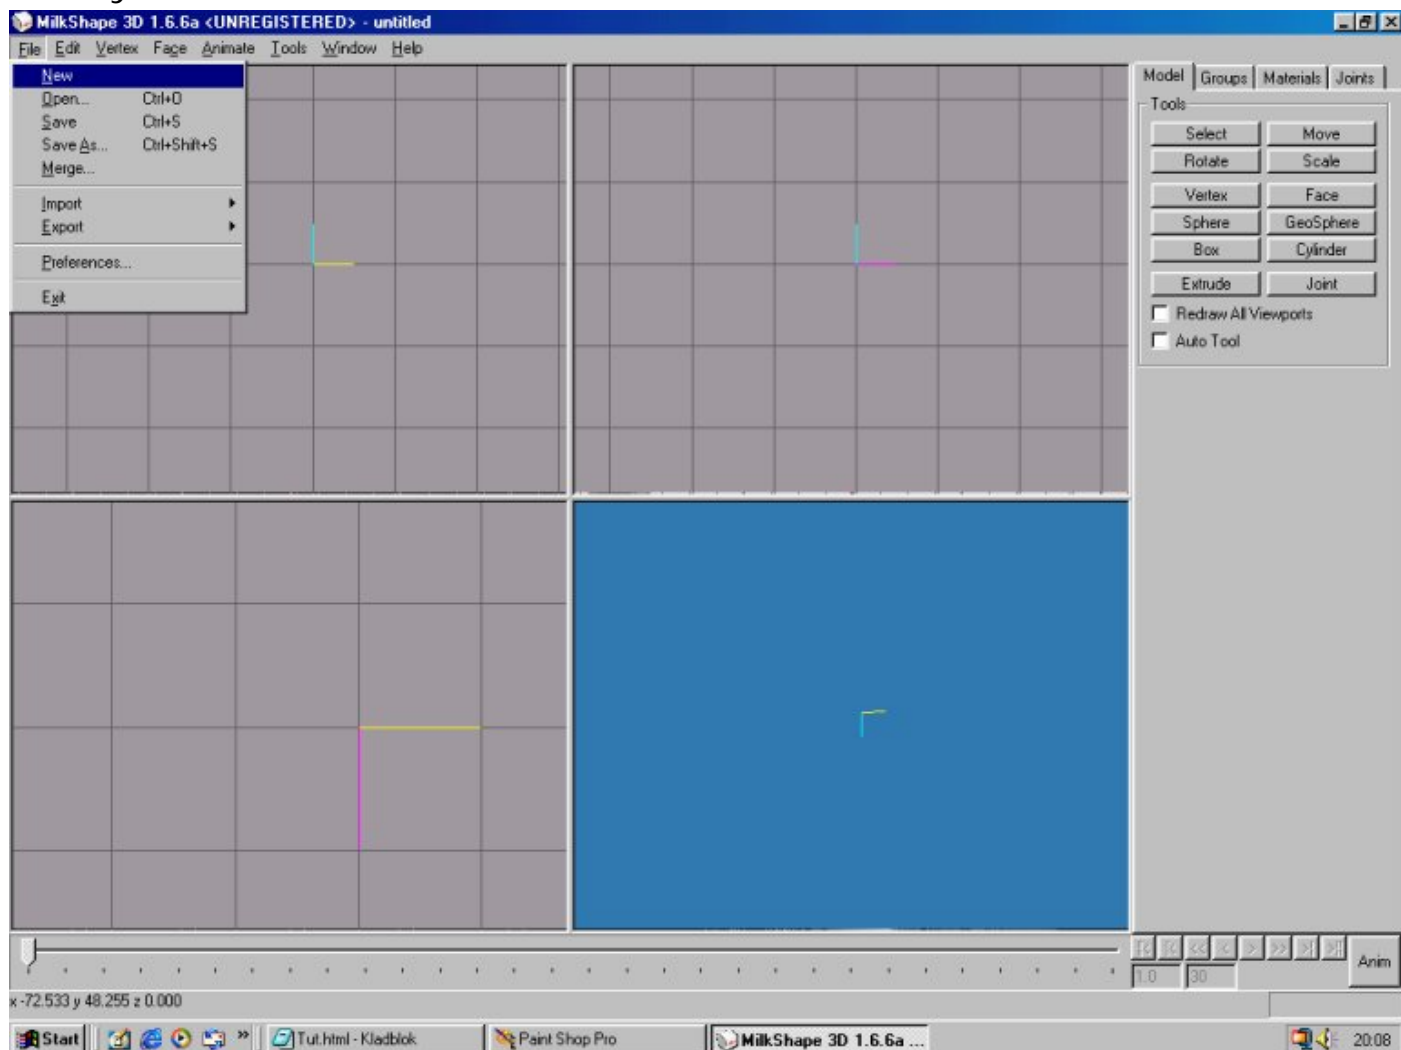 MilkShape 3D 1.6.6a <UNREGISTERED> - untitled
File Edit Vertex Face Animate Tools Window Help
New
Open... Ctrl+O
Save Ctrl+S
Save As... Ctrl+Shift+S
Merge...
Import
Export
Preferences...
Exit
Model Groups Materials Joints
Tools
Select Move
Rotate Scale
Vertex Face
Sphere GeoSphere
Box Cylinder
Extrude Joint
Redraw All Viewports
Auto Tool
1.0 30 Anim
x -72.533 y 48.255 z 0.000
Start Tut.html - Kladblok Paint Shop Pro MilkShape 3D 1.6.6a ... 20:08